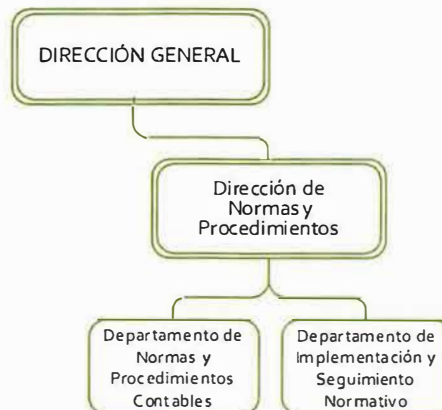 DIRECCIÓN GENERAL
Dirección de
Normas y
Procedimientos
Departamento de
Normas y
Procedimientos
Contables
Departamento de
Implementación y
Seguimiento
Normativo